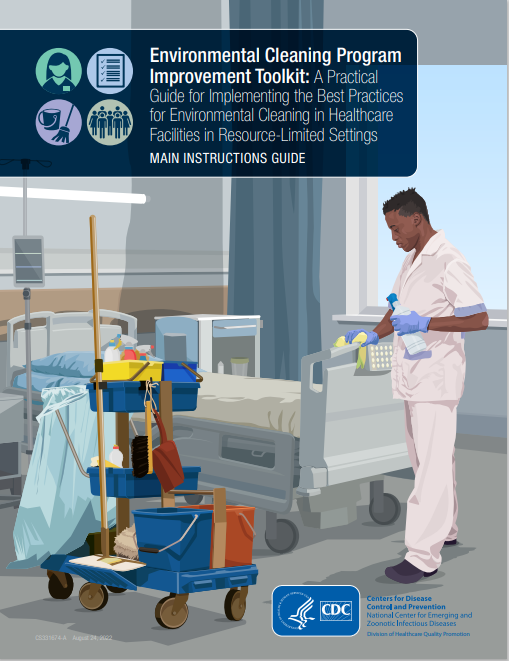 Environmental Cleaning Program
Improvement Toolkit: A Practical
Guide for Implementing the Best Practices
for Environmental Cleaning in Healthcare
Facilities in Resource-Limited Settings
MAIN INSTRUCTIONS GUIDE
CDC
Centers for Disease
Control and Prevention
National Center for Emerging and
Zoonotic Infectious Diseases
Division of Healthcare Quality Promotion
August 24, 2022